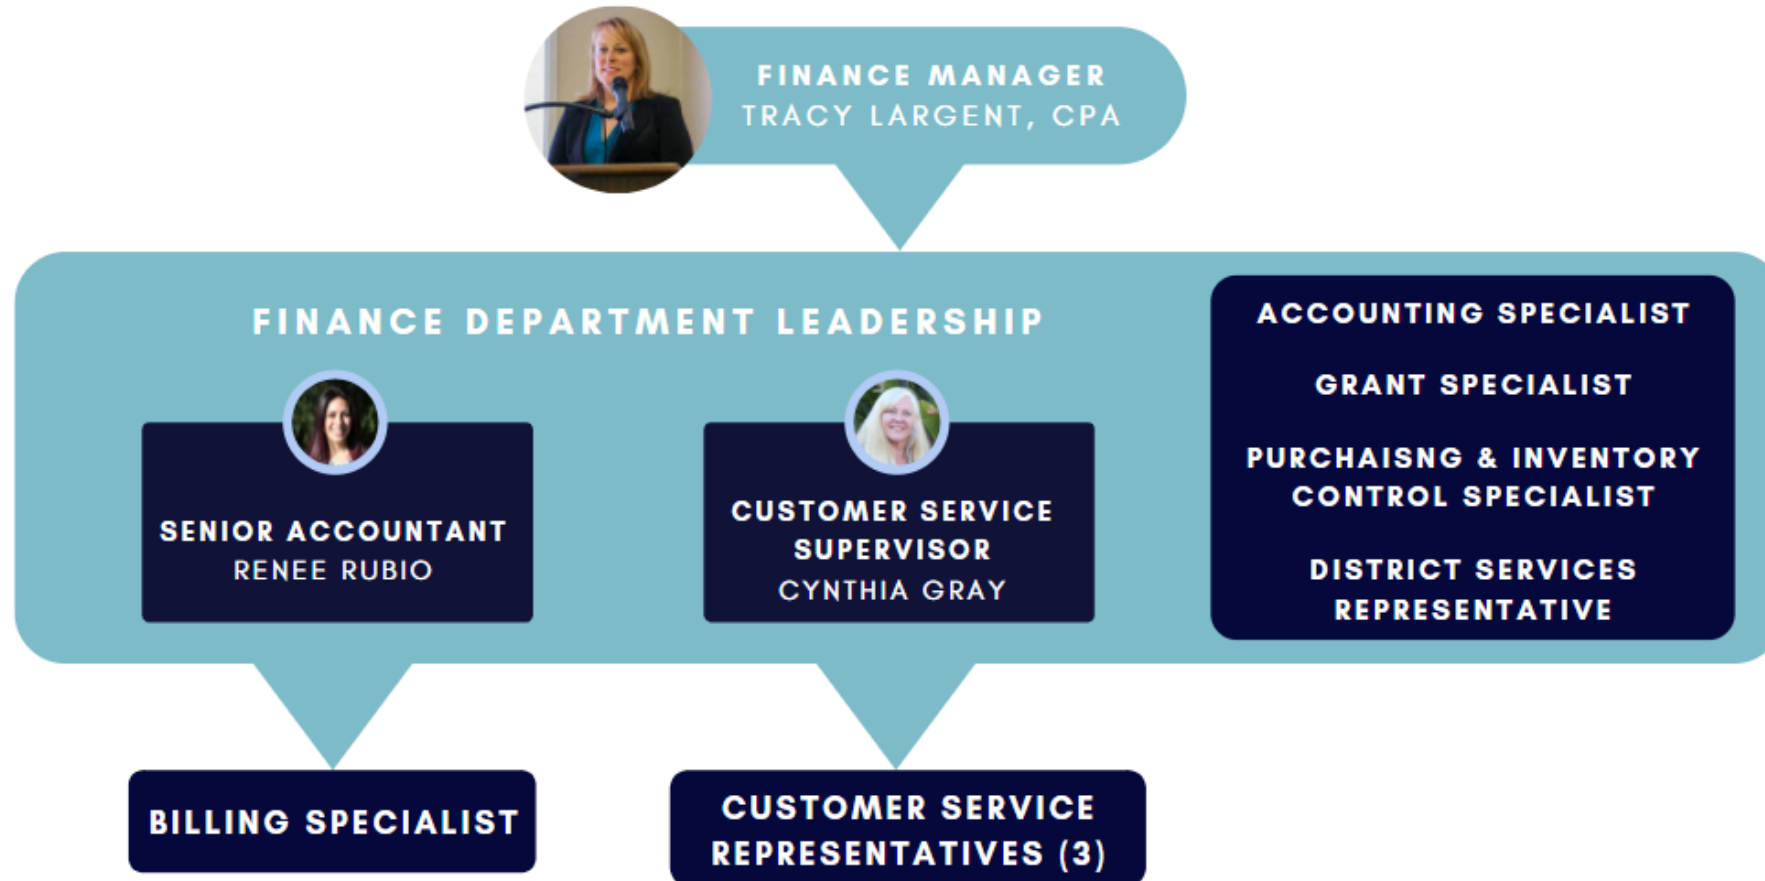 FINANCE MANAGER
TRACY LARGENT, CPA
FINANCE DEPARTMENT LEADERSHIP
SENIOR ACCOUNTANT
RENEE RUBIO
CUSTOMER SERVICE
SUPERVISOR
CYNTHIA GRAY
ACCOUNTING SPECIALIST
GRANT SPECIALIST
PURCHAISNG & INVENTORY
CONTROL SPECIALIST
DISTRICT SERVICES
REPRESENTATIVE
BILLING SPECIALIST
CUSTOMER SERVICE
REPRESENTATIVES (3)